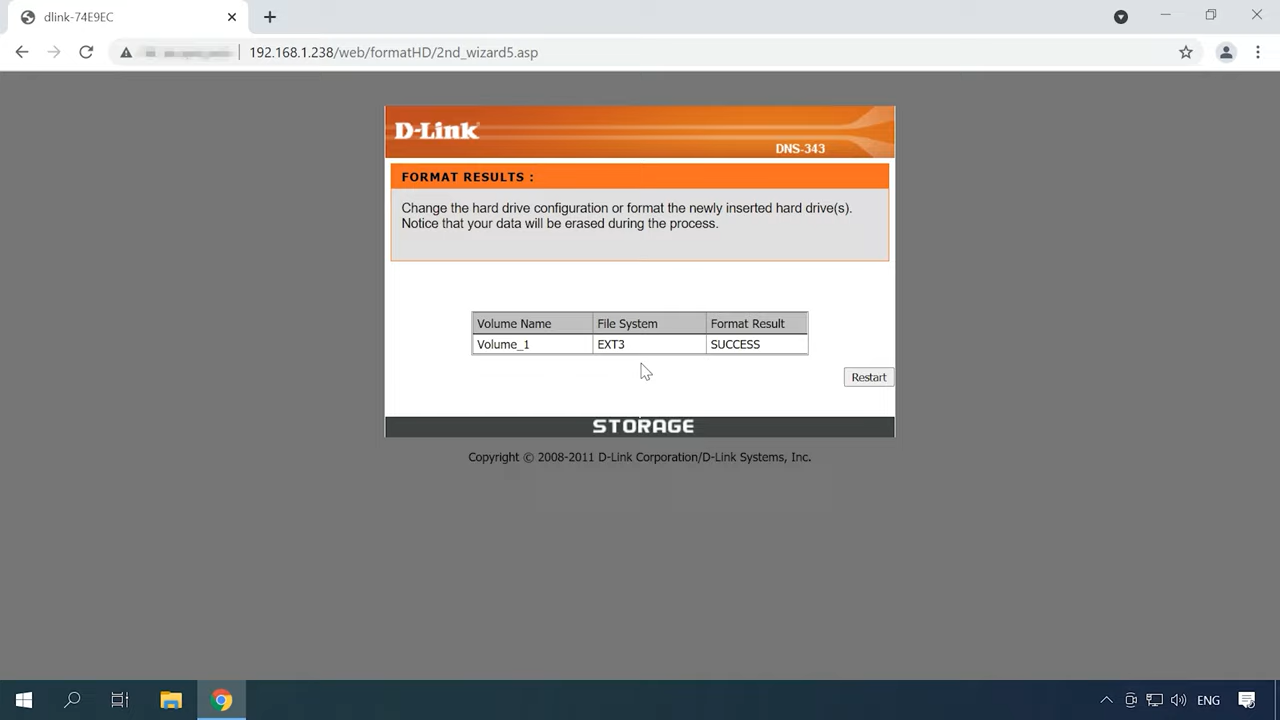 dlink-74E9EC
192.168.1.238/web/formatHD/2nd_wizard5.asp
D-Link
DNS-343
FORMAT RESULTS :
Change the hard drive configuration or format the newly inserted hard drive(s).
Notice that your data will be erased during the process.
Volume Name File System Format Result
Volume_1 EXT3 SUCCESS
Restart
STORAGE
Copyright © 2008-2011 D-Link Corporation/D-Link Systems, Inc.
ENG